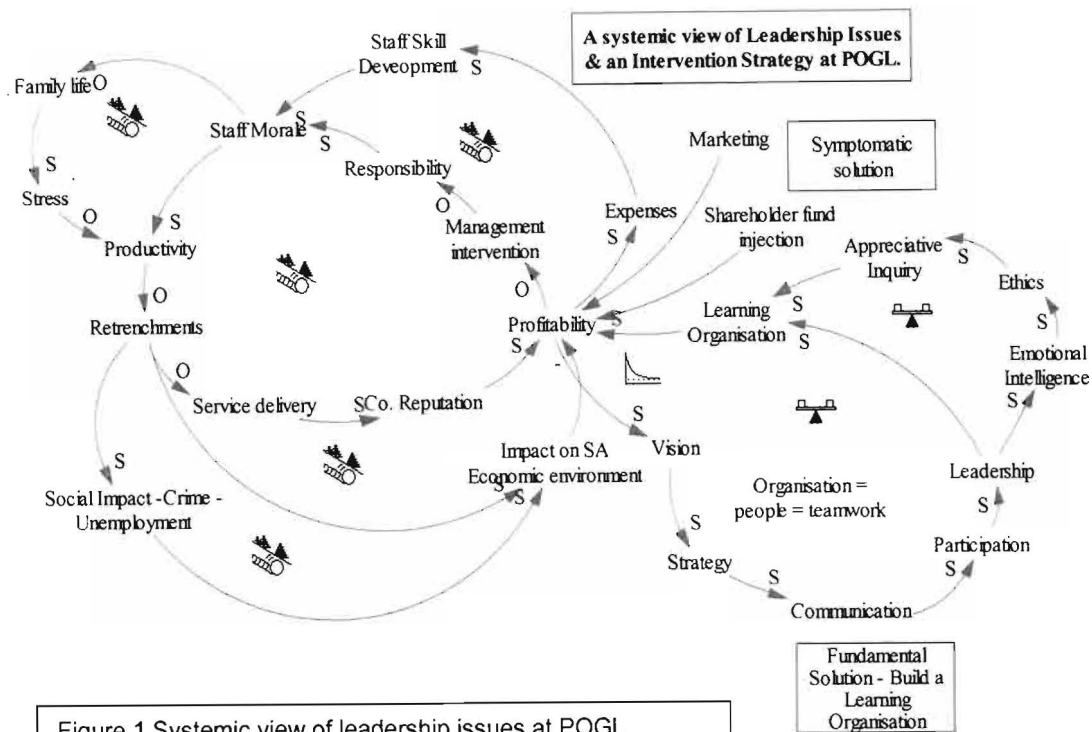 A systemic view of Leadership Issues
& an Intervention Strategy at POGL.
Staff Skill
Deveopment
S
Family life
O
Staff Morale
S
S
Responsibility
O
Marketing
Symptomatic
solution
Expenses
S
Shareholder fund
injection
Management
intervention
O
Appreciative
Inquiry
S
Ethics
S
S
Stress
O
S
Productivity
O
Retrenchments
Profitability
S
S
Learning
Organisation
S
S
Emotional
Intelligence
S
O
Service delivery
S
Co. Reputation
-
S
Vision
Impact on SA
Economic environment
S
S
Leadership
S
S
Social Impact -Crime -
Unemployment
Organisation =
people = teamwork
S
Strategy
S
Participation
S
Communication
Fundamental
Solution - Build a
Learning
Organisation
Figure 1 Systemic view of leadership issues at POGL